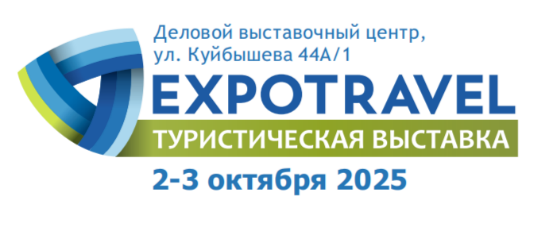 Деловой выставочный центр,
ул. Куйбышева 44А/1
EXPOTRAVEL
ТУРИСТИЧЕСКАЯ ВЫСТАВКА
2-3 октября 2025